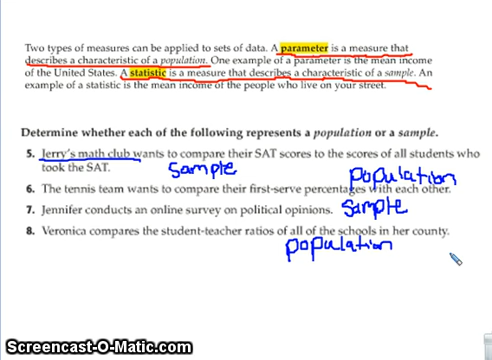 Two types of measures can be applied to sets of data. A parameter is a measure that
describes a characteristic of a population. One example of a parameter is the mean income
of the United States. A statistic is a measure that describes a characteristic of a sample. An
example of a statistic is the mean income of the people who live on your street.
Determine whether each of the following represents a population or a sample.
5. Jerry's math club wants to compare their SAT scores to the scores of all students who
took the SAT. sample
population
6. The tennis team wants to compare their first-serve percentages with each other.
7. Jennifer conducts an online survey on political opinions. sample
8. Veronica compares the student-teacher ratios of all of the schools in her county.
population
Screencast-O-Matic.com